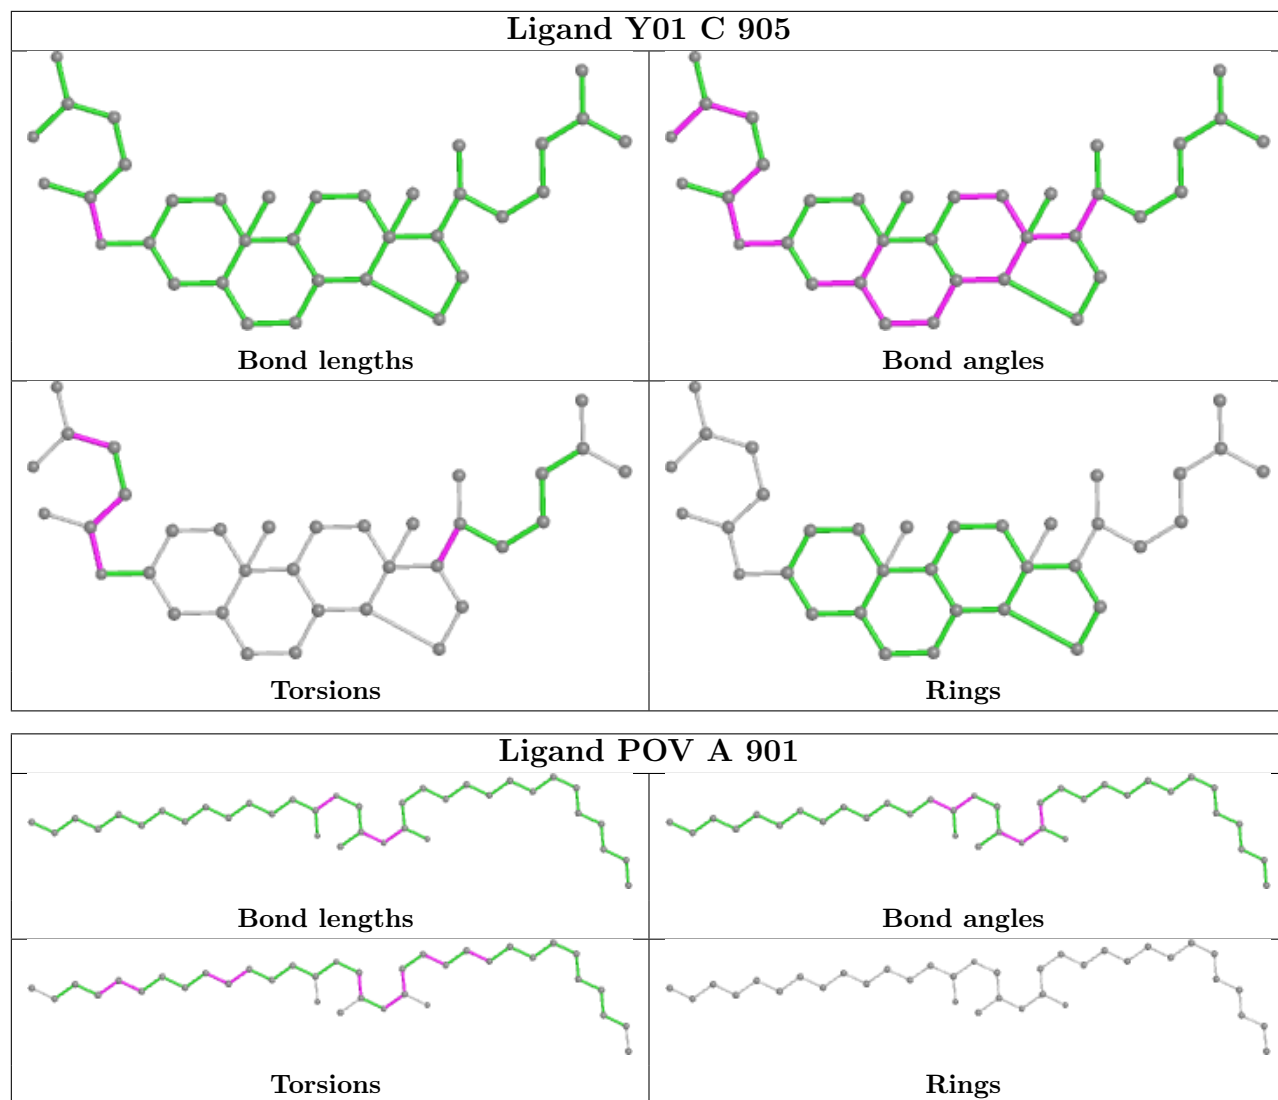 Ligand Y01 C 905
Bond lengths
Bond angles
Torsions
Rings
Ligand POV A 901
Bond lengths
Bond angles
Torsions
Rings